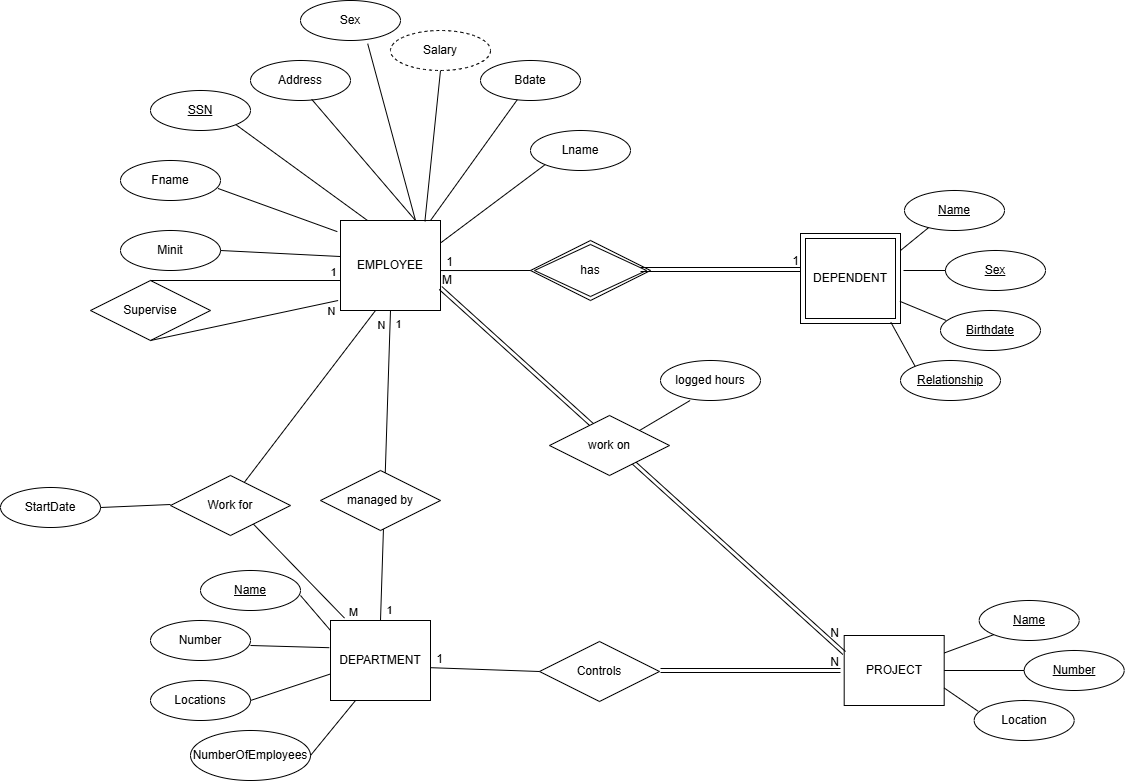 Sex
Salary
Address
Bdate
SSN
Lname
Fname
Name
Minit
EMPLOYEE
1
has
1
DEPENDENT
Sex
1
M
Supervise
N
N
1
Birthdate
logged hours
Relationship
work on
StartDate
Work for
managed by
Name
M
1
Number
DEPARTMENT
1
Controls
N
N
PROJECT
Name
Number
Location
Locations
NumberOfEmployees